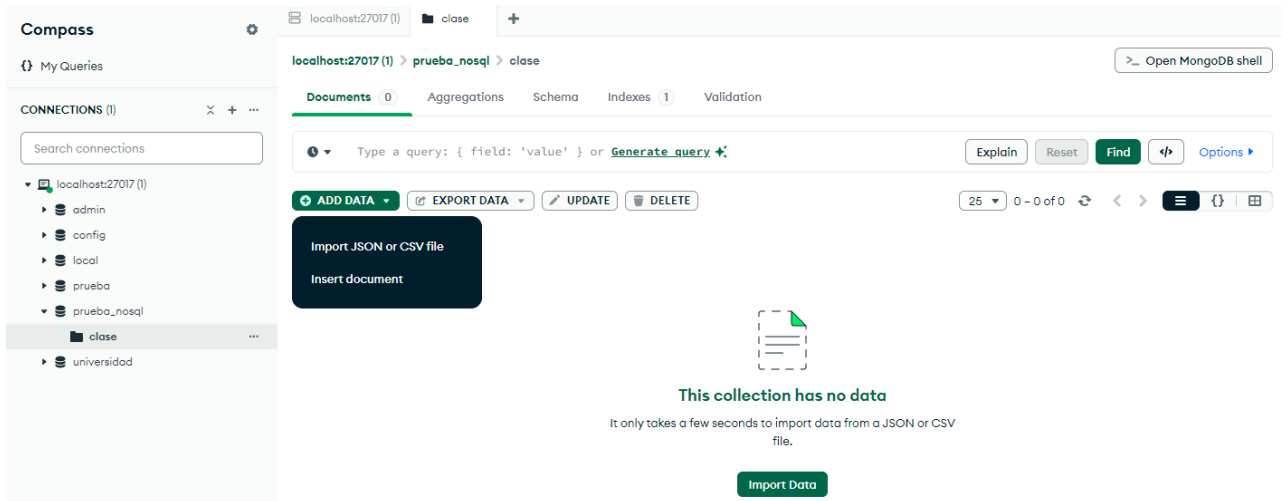 Compass
{} My Queries
CONNECTIONS (1)
Search connections
localhost:27017 (1)
admin
config
local
prueba
prueba_nosql
clase
universidad
localhost:27017 (1) clase
localhost:27017 (1) > prueba_nosql > clase
>_ Open MongoDB shell
Documents 0 Aggregations Schema Indexes 1 Validation
Type a query: { field: 'value' } or Generate query
Explain Reset Find </> Options
ADD DATA EXPORT DATA UPDATE DELETE
25 0 – 0 of 0 {}
Import JSON or CSV file
Insert document
This collection has no data
It only takes a few seconds to import data from a JSON or CSV
file.
Import Data